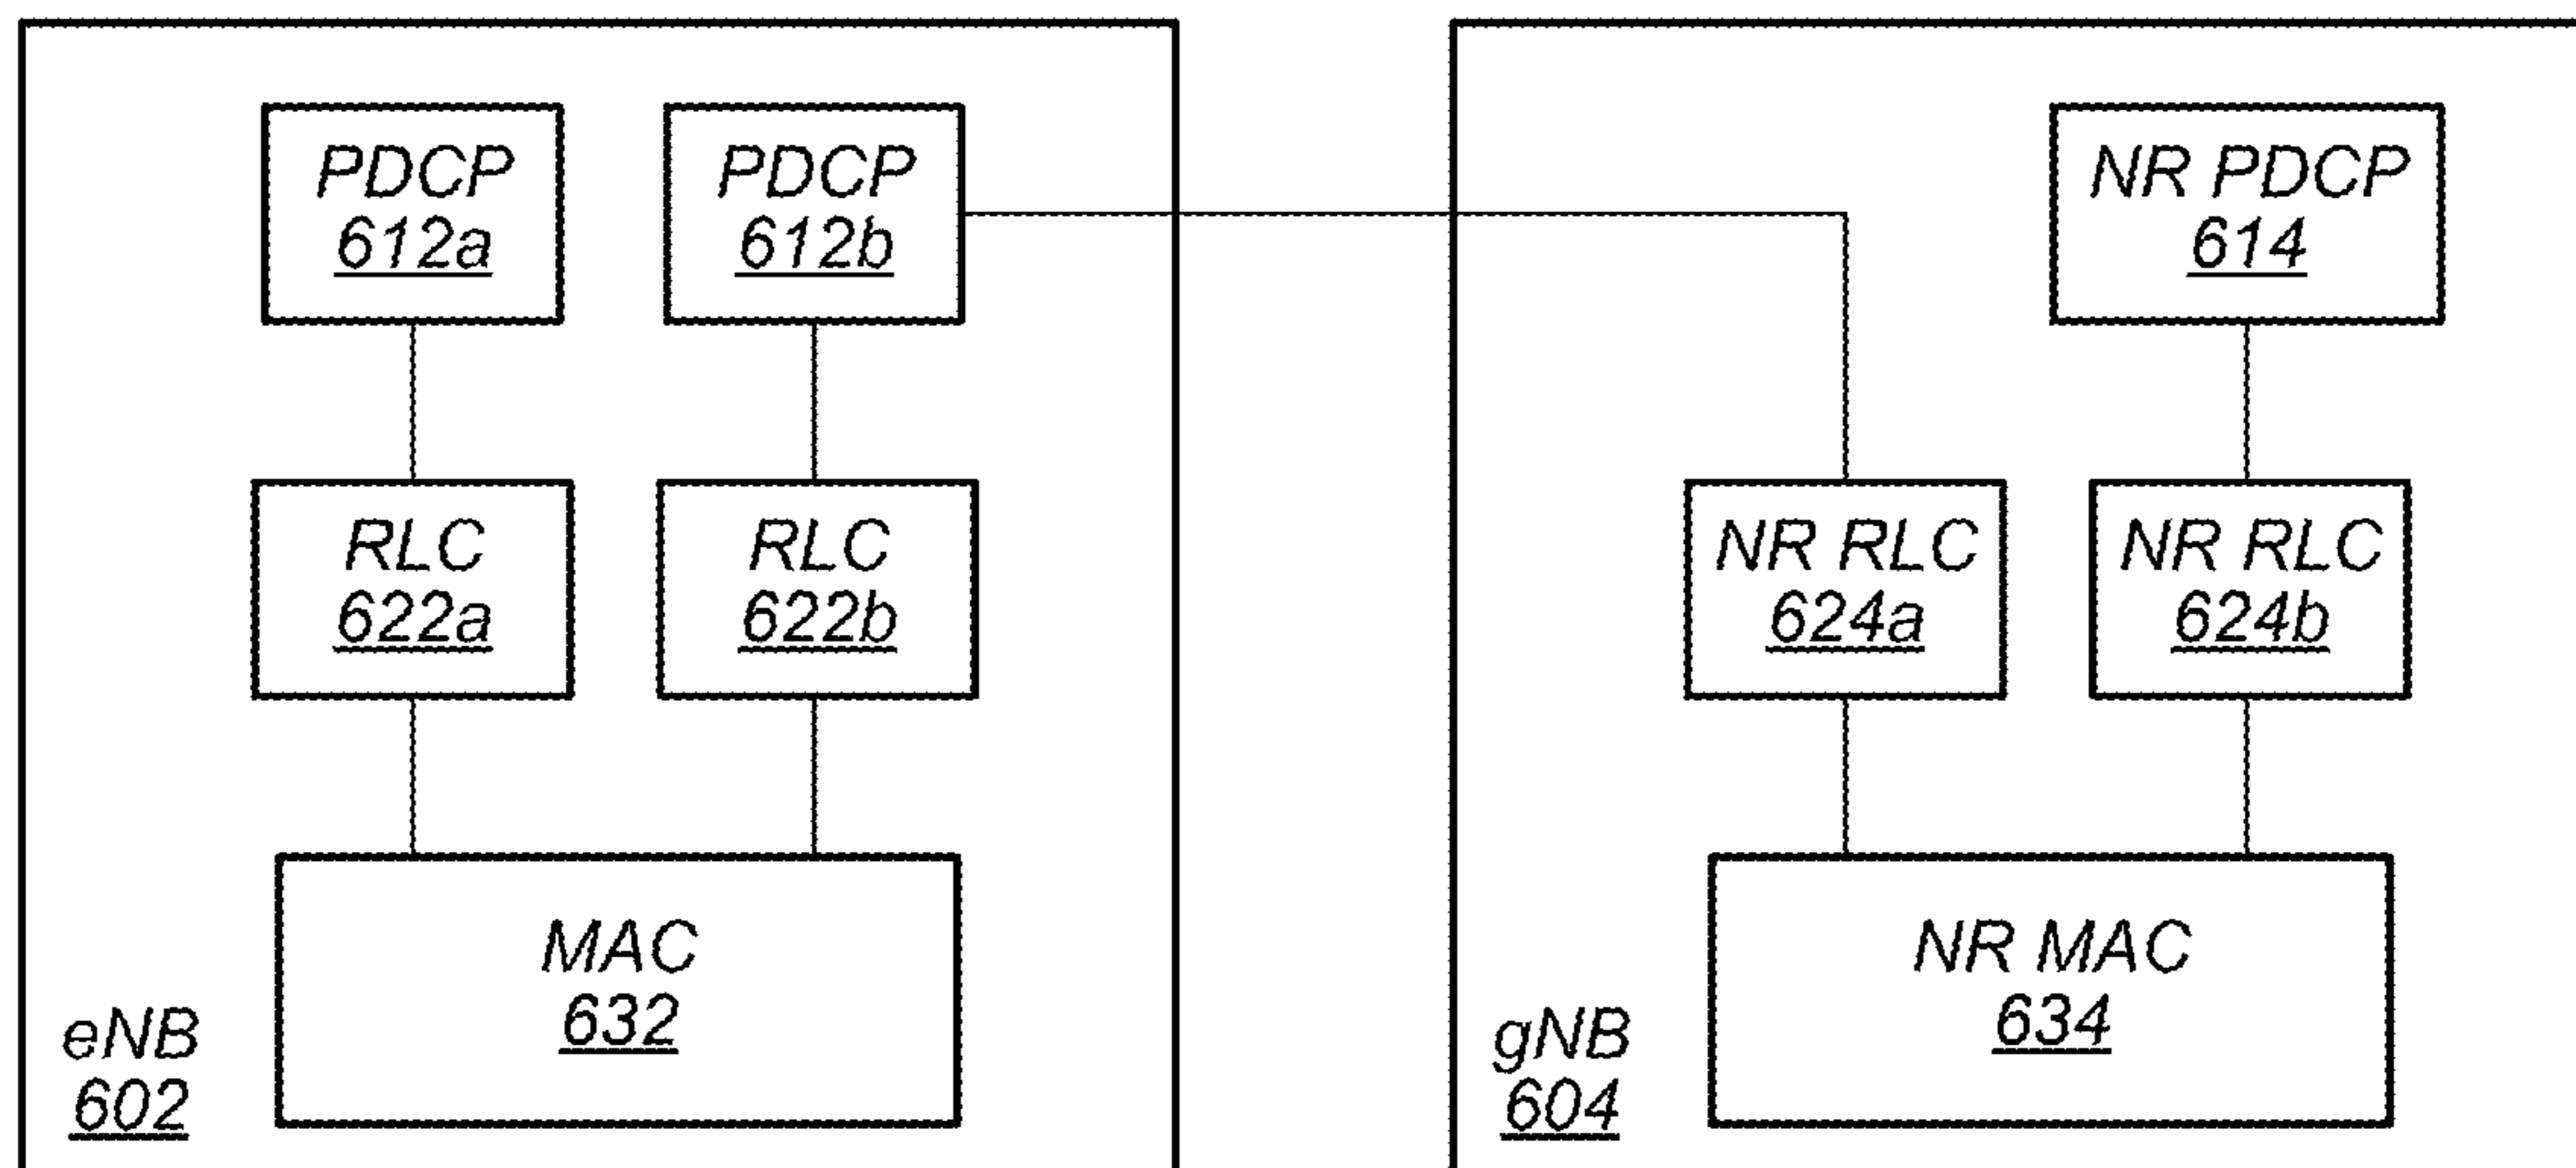 PDCP
612a
PDCP
612b
NR PDCP
614
RLC
622a
RLC
622b
NR RLC
624a
NR RLC
624b
MAC
632
NR MAC
634
eNB
602
gNB
604